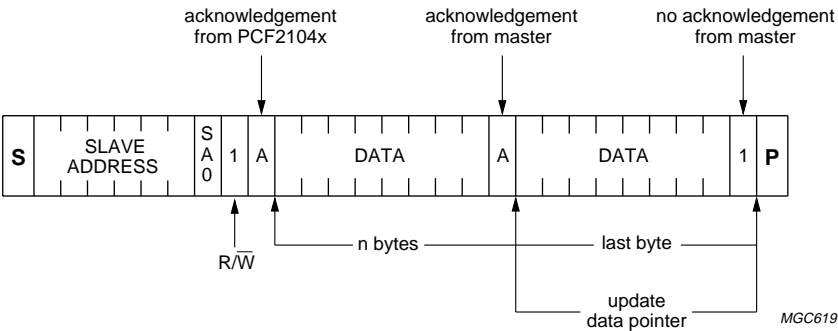 acknowledgement
from PCF2104x
acknowledgement
from master
no acknowledgement
from master
S
SLAVE
ADDRESS
S
A
0
1
A
DATA
A
DATA
1
P
R/W̅
n bytes
last byte
update
data pointer
MGC619